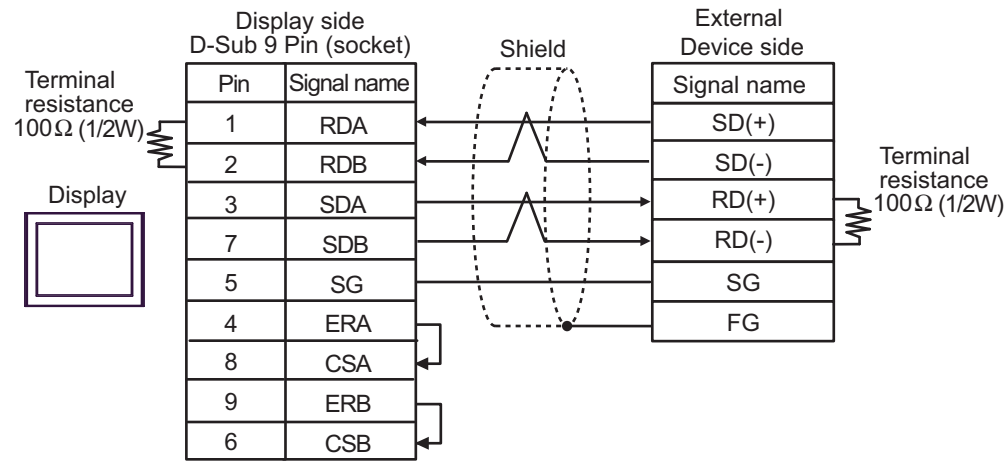 Display side
D-Sub 9 Pin (socket)
Shield
External
Device side
Terminal
resistance
100Ω (1/2W)
Display
Pin Signal name
1 RDA
2 RDB
3 SDA
7 SDB
5 SG
4 ERA
8 CSA
9 ERB
6 CSB
Signal name
SD(+)
SD(-)
RD(+)
RD(-)
SG
FG
Terminal
resistance
100Ω (1/2W)